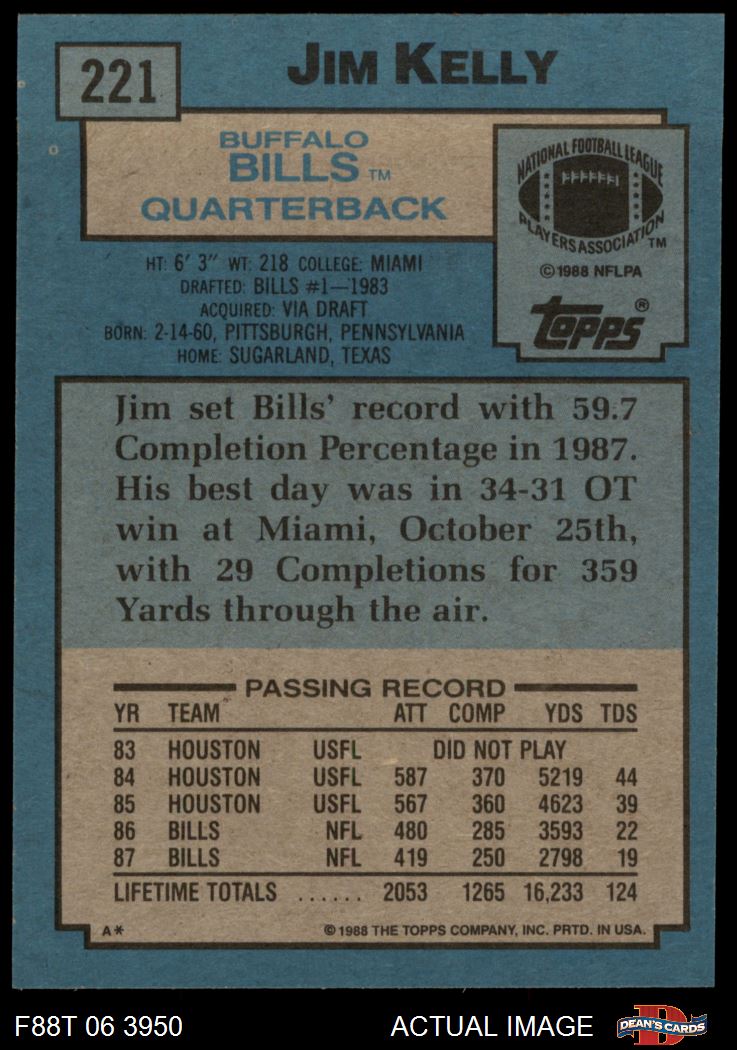 221
JIM KELLY
BUFFALO
BILLS TM
QUARTERBACK
NATIONAL FOOTBALL LEAGUE
PLAYERS ASSOCIATION TM
© 1988 NFLPA
TOPPS ®
HT: 6' 3" WT: 218 COLLEGE: MIAMI
DRAFTED: BILLS #1—1983
ACQUIRED: VIA DRAFT
BORN: 2-14-60, PITTSBURGH, PENNSYLVANIA
HOME: SUGARLAND, TEXAS
Jim set Bills' record with 59.7
Completion Percentage in 1987.
His best day was in 34-31 OT
win at Miami, October 25th,
with 29 Completions for 359
Yards through the air.
PASSING RECORD
YR TEAM ATT COMP YDS TDS
83 HOUSTON USFL DID NOT PLAY
84 HOUSTON USFL 587 370 5219 44
85 HOUSTON USFL 567 360 4623 39
86 BILLS NFL 480 285 3593 22
87 BILLS NFL 419 250 2798 19
LIFETIME TOTALS ...... 2053 1265 16,233 124
A* © 1988 THE TOPPS COMPANY, INC. PRTD. IN USA.
F88T 06 3950 ACTUAL IMAGE D DEAN'S CARDS